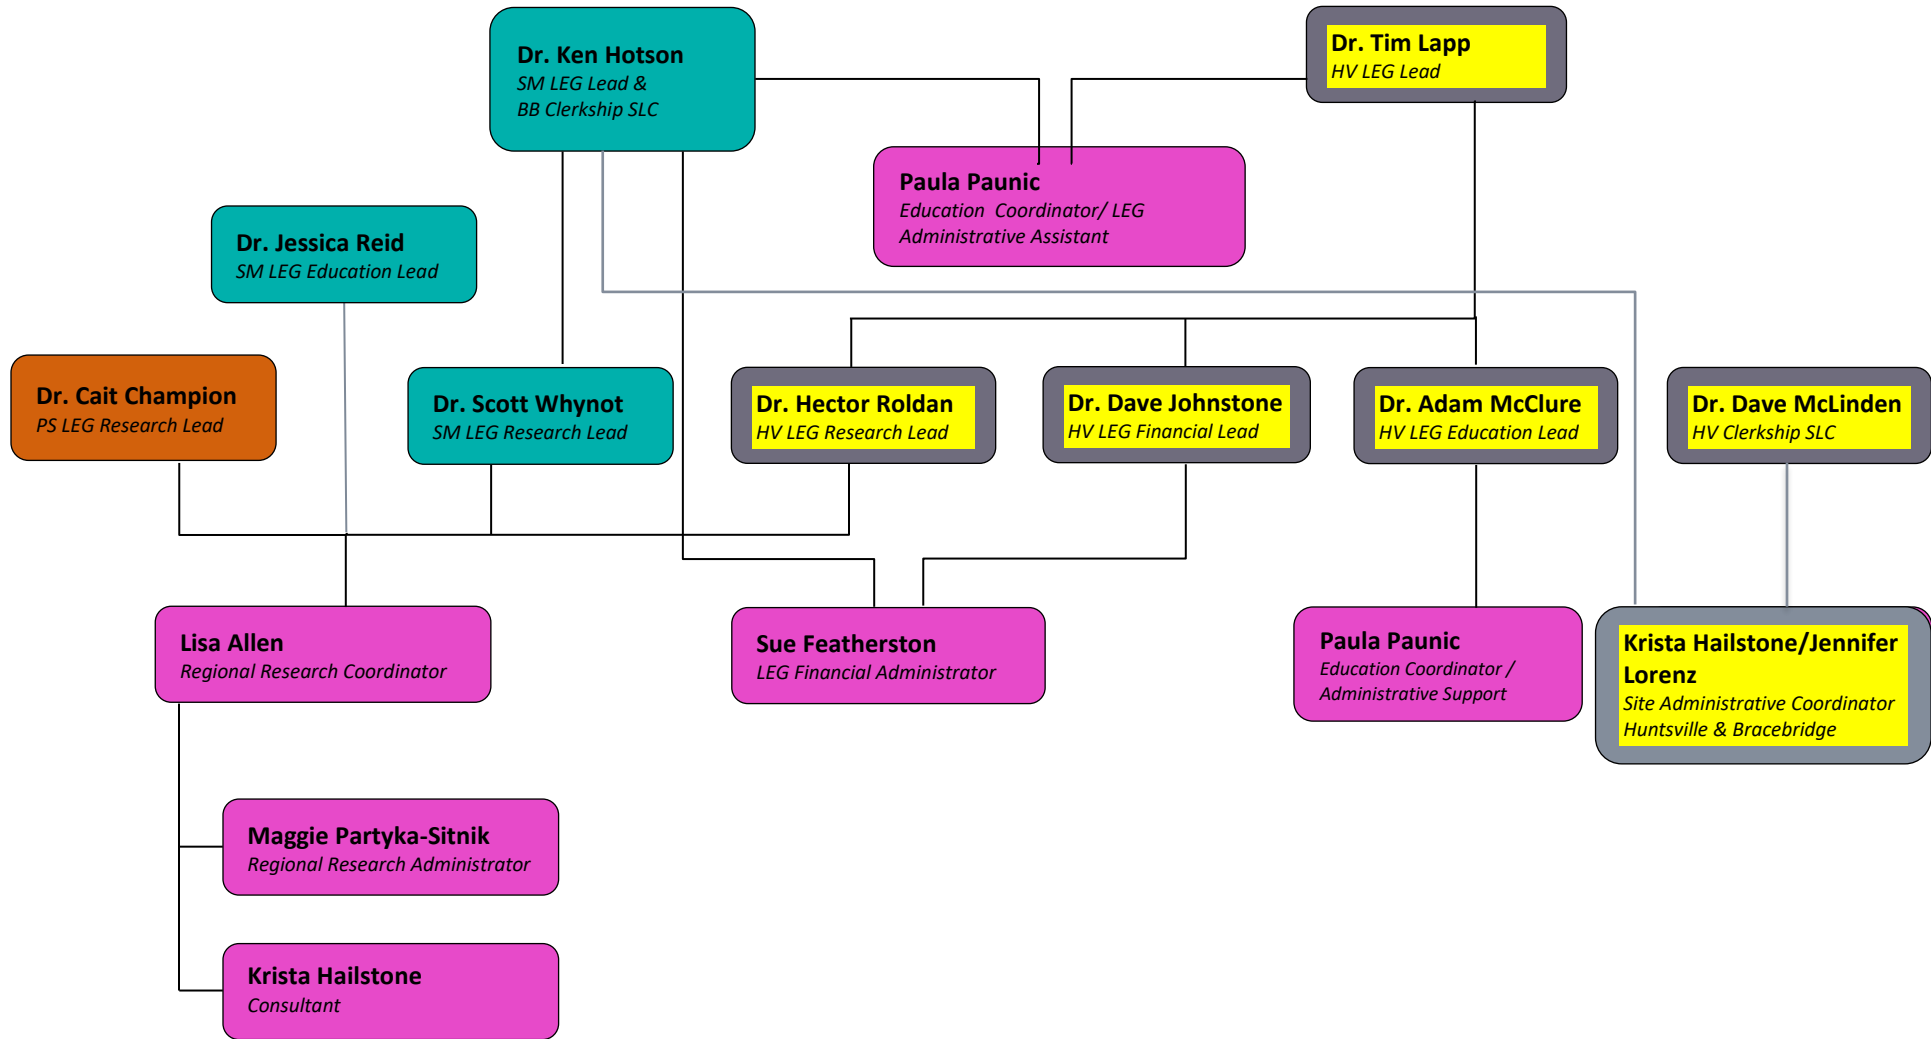 Dr. Ken Hotson
SM LEG Lead &
BB Clerkship SLC
Dr. Tim Lapp
HV LEG Lead
Paula Paunic
Education  Coordinator/ LEG
Administrative Assistant
Dr. Jessica Reid
SM LEG Education Lead
Dr. Cait Champion
PS LEG Research Lead
Dr. Scott Whynot
SM LEG Research Lead
Dr. Hector Roldan
HV LEG Research Lead
Dr. Dave Johnstone
HV LEG Financial Lead
Dr. Adam McClure
HV LEG Education Lead
Dr. Dave McLinden
HV Clerkship SLC
Lisa Allen
Regional Research Coordinator
Sue Featherston
LEG Financial Administrator
Paula Paunic
Education Coordinator /
Administrative Support
Krista Hailstone/Jennifer
Lorenz
Site Administrative Coordinator
Huntsville & Bracebridge
Maggie Partyka-Sitnik
Regional Research Administrator
Krista Hailstone
Consultant